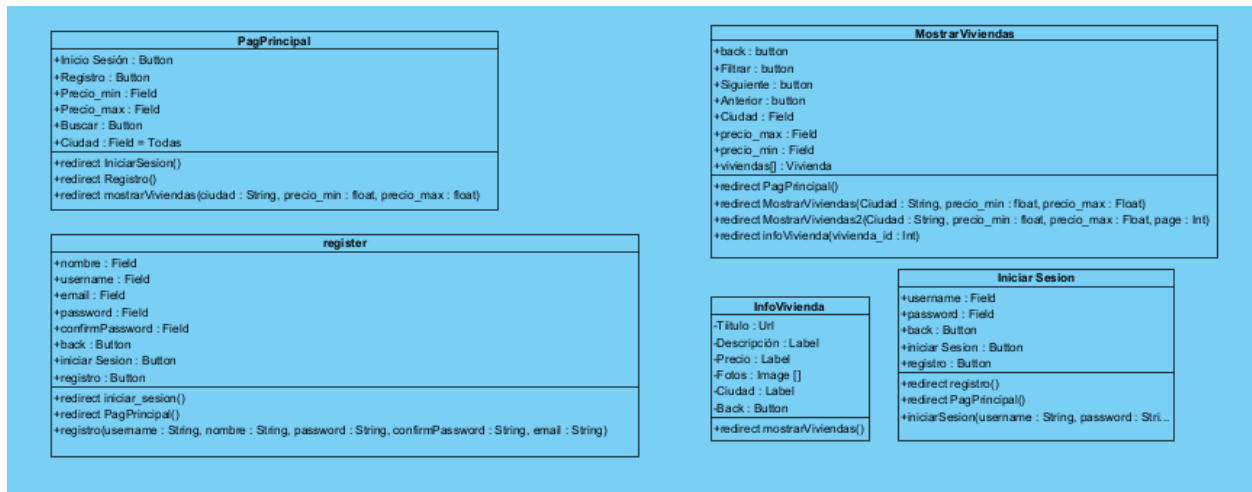 PagPrincipal
+Inicio Sesión : Button
+Registro : Button
+Precio_min : Field
+Precio_max : Field
+Buscar : Button
+Ciudad : Field = Todas
+redirect IniciarSesion()
+redirect Registro()
+redirect mostrarViviendas(ciudad : String, precio_min : float, precio_max : float)
register
+nombre : Field
+username : Field
+email : Field
+password : Field
+confirmPassword : Field
+back : Button
+iniciar Sesion : Button
+registro : Button
+redirect iniciar_sesion()
+redirect PagPrincipal()
+registro(username : String, nombre : String, password : String, confirmPassword : String, email : String)
MostrarViviendas
+back : button
+Filtrar : button
+Siguiente : button
+Anterior : button
+Ciudad : Field
+precio_max : Field
+precio_min : Field
+viviendas[] : Vivienda
+redirect PagPrincipal()
+redirect MostrarViviendas(Ciudad : String, precio_min : float, precio_max : Float)
+redirect MostrarViviendas2(Ciudad : String, precio_min : float, precio_max : Float, page : Int)
+redirect infoVivienda(vivienda_id : Int)
InfoVivienda
-Tiitulo : Url
-Descripción : Label
-Precio : Label
-Fotos : Image []
-Ciudad : Label
-Back : Button
+redirect mostrarViviendas()
Iniciar Sesion
+username : Field
+password : Field
+back : Button
+iniciar Sesion : Button
+registro : Button
+redirect registro()
+redirect PagPrincipal()
+iniciarSesion(username : String, password : Stri...